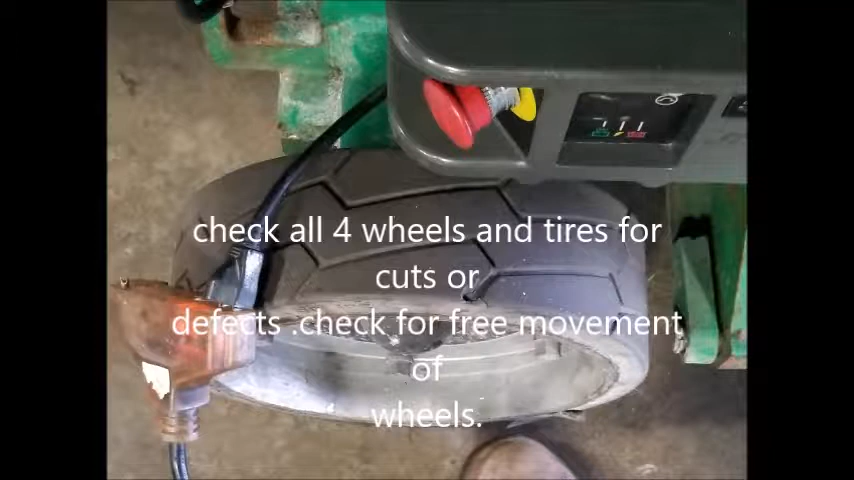 check all 4 wheels and tires for
cuts or
defects .check for free movement
of
wheels.